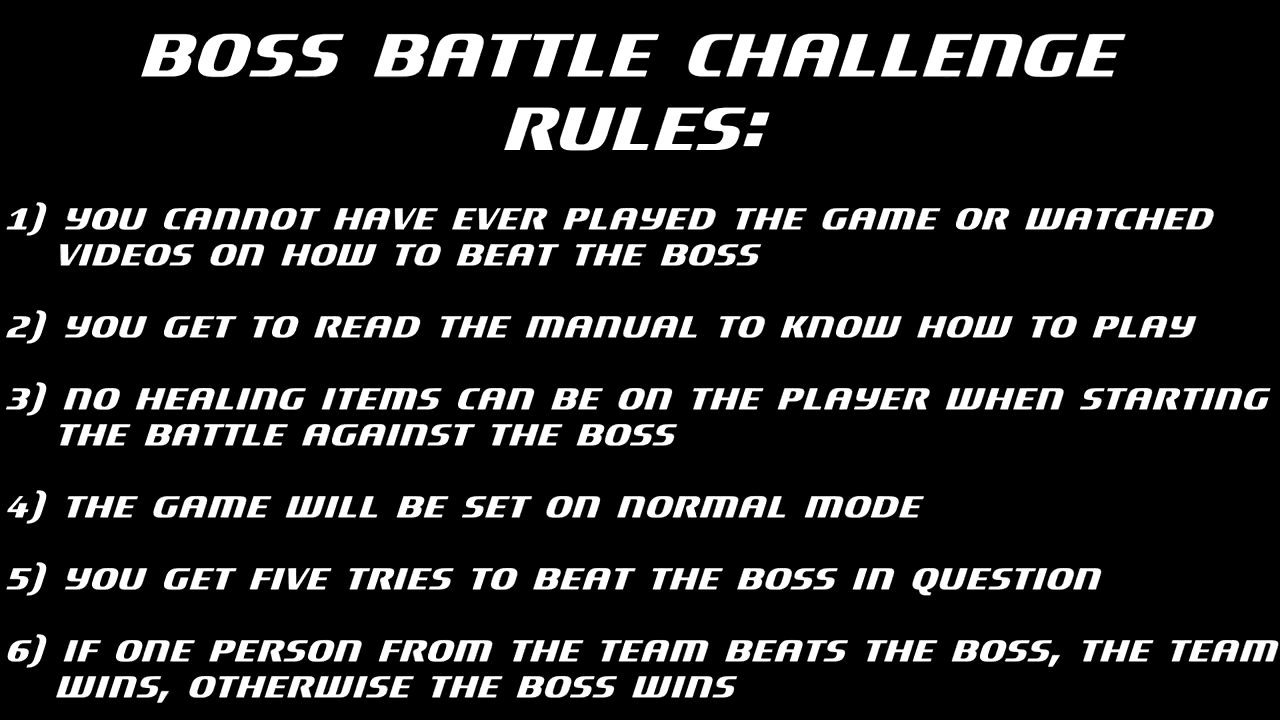 BOSS BATTLE CHALLENGE
RULES:
1) YOU CANNOT HAVE EVER PLAYED THE GAME OR WATCHED
VIDEOS ON HOW TO BEAT THE BOSS
2) YOU GET TO READ THE MANUAL TO KNOW HOW TO PLAY
3) NO HEALING ITEMS CAN BE ON THE PLAYER WHEN STARTING
THE BATTLE AGAINST THE BOSS
4) THE GAME WILL BE SET ON NORMAL MODE
5) YOU GET FIVE TRIES TO BEAT THE BOSS IN QUESTION
6) IF ONE PERSON FROM THE TEAM BEATS THE BOSS, THE TEAM
WINS, OTHERWISE THE BOSS WINS